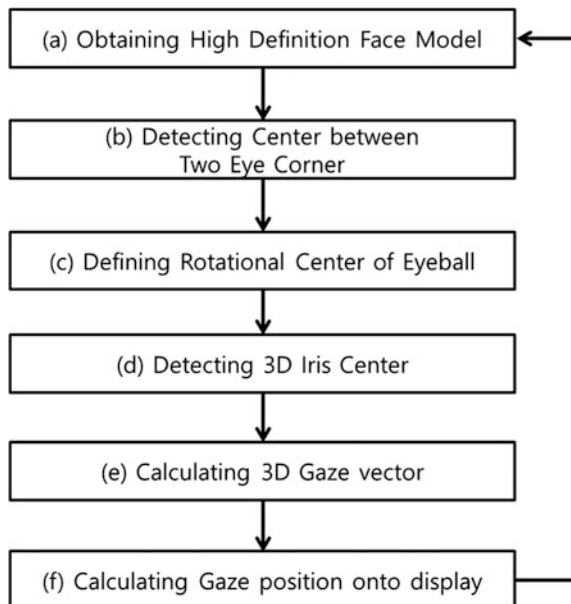 (a) Obtaining High Definition Face Model
(b) Detecting Center between
Two Eye Corner
(c) Defining Rotational Center of Eyeball
(d) Detecting 3D Iris Center
(e) Calculating 3D Gaze vector
(f) Calculating Gaze position onto display